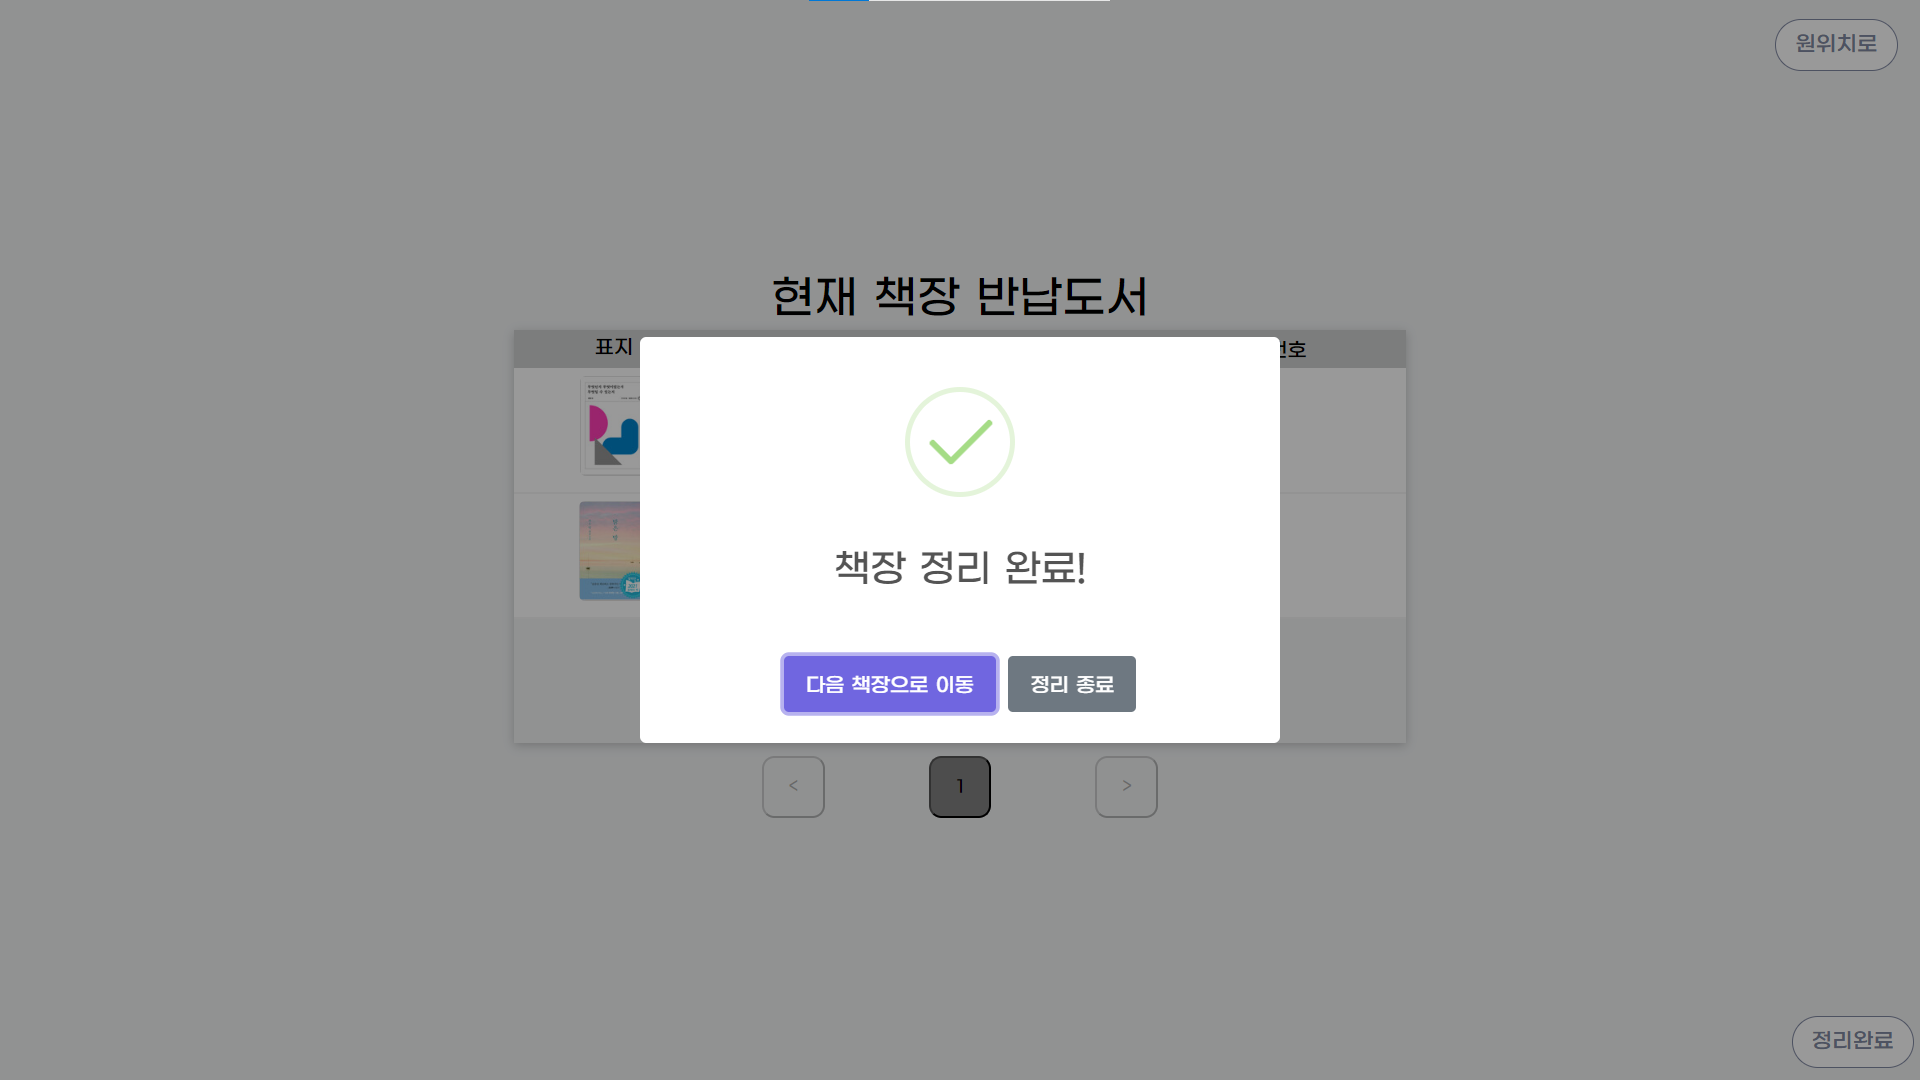 원위치로
현재 책장 반납도서
표지
번호
책장 정리 완료!
다음 책장으로 이동
정리 종료
<
1
>
정리완료